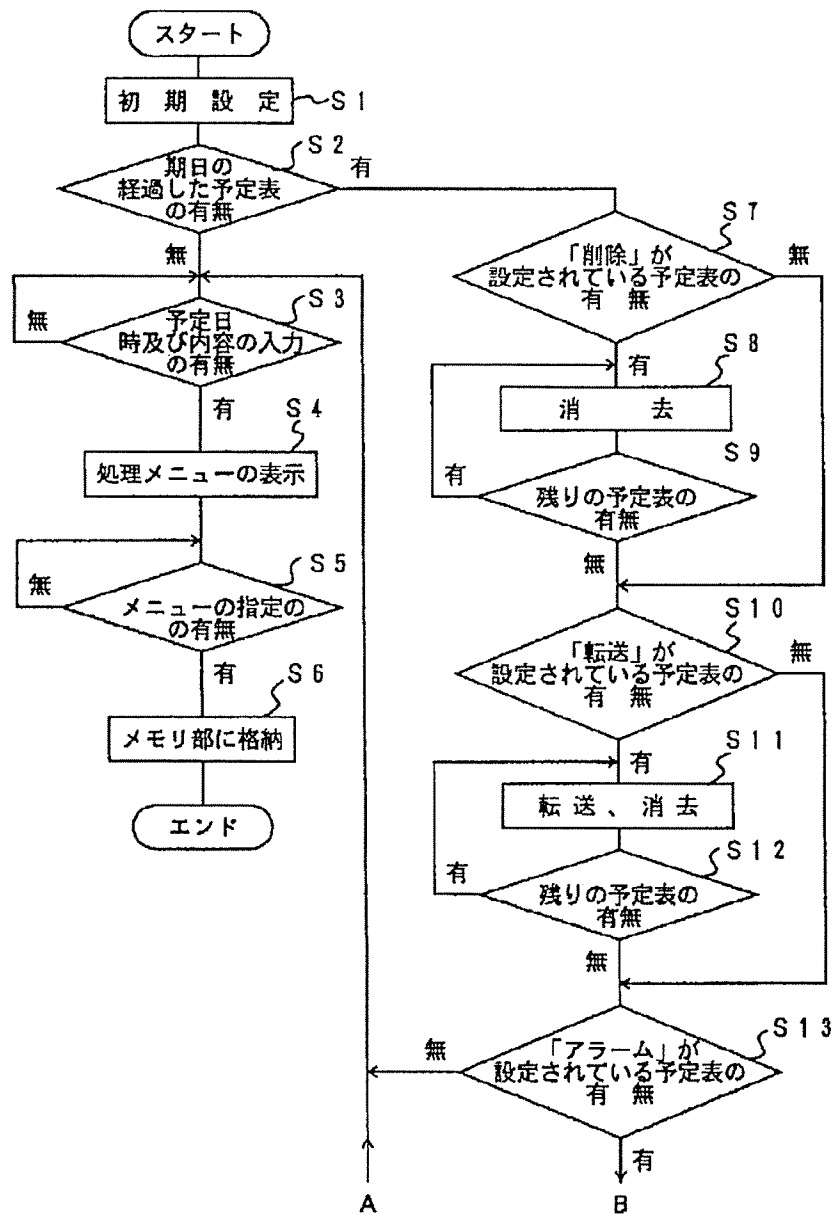 スタート
初期設定
S1
S2
期日の
経過した予定表
の有無
有
無
S3
予定日
時及び内容の入力
の有無
無
有
S4
処理メニューの表示
S5
メニューの指定の
の有無
無
有
S6
メモリ部に格納
エンド
S7
「削除」が
設定されている予定表の
有無
無
有
S8
消去
S9
残りの予定表の
有無
有
無
S10
「転送」が
設定されている予定表の
有無
無
有
S11
転送、消去
S12
残りの予定表の
有無
有
無
S13
「アラーム」が
設定されている予定表の
有無
無
有
A
B